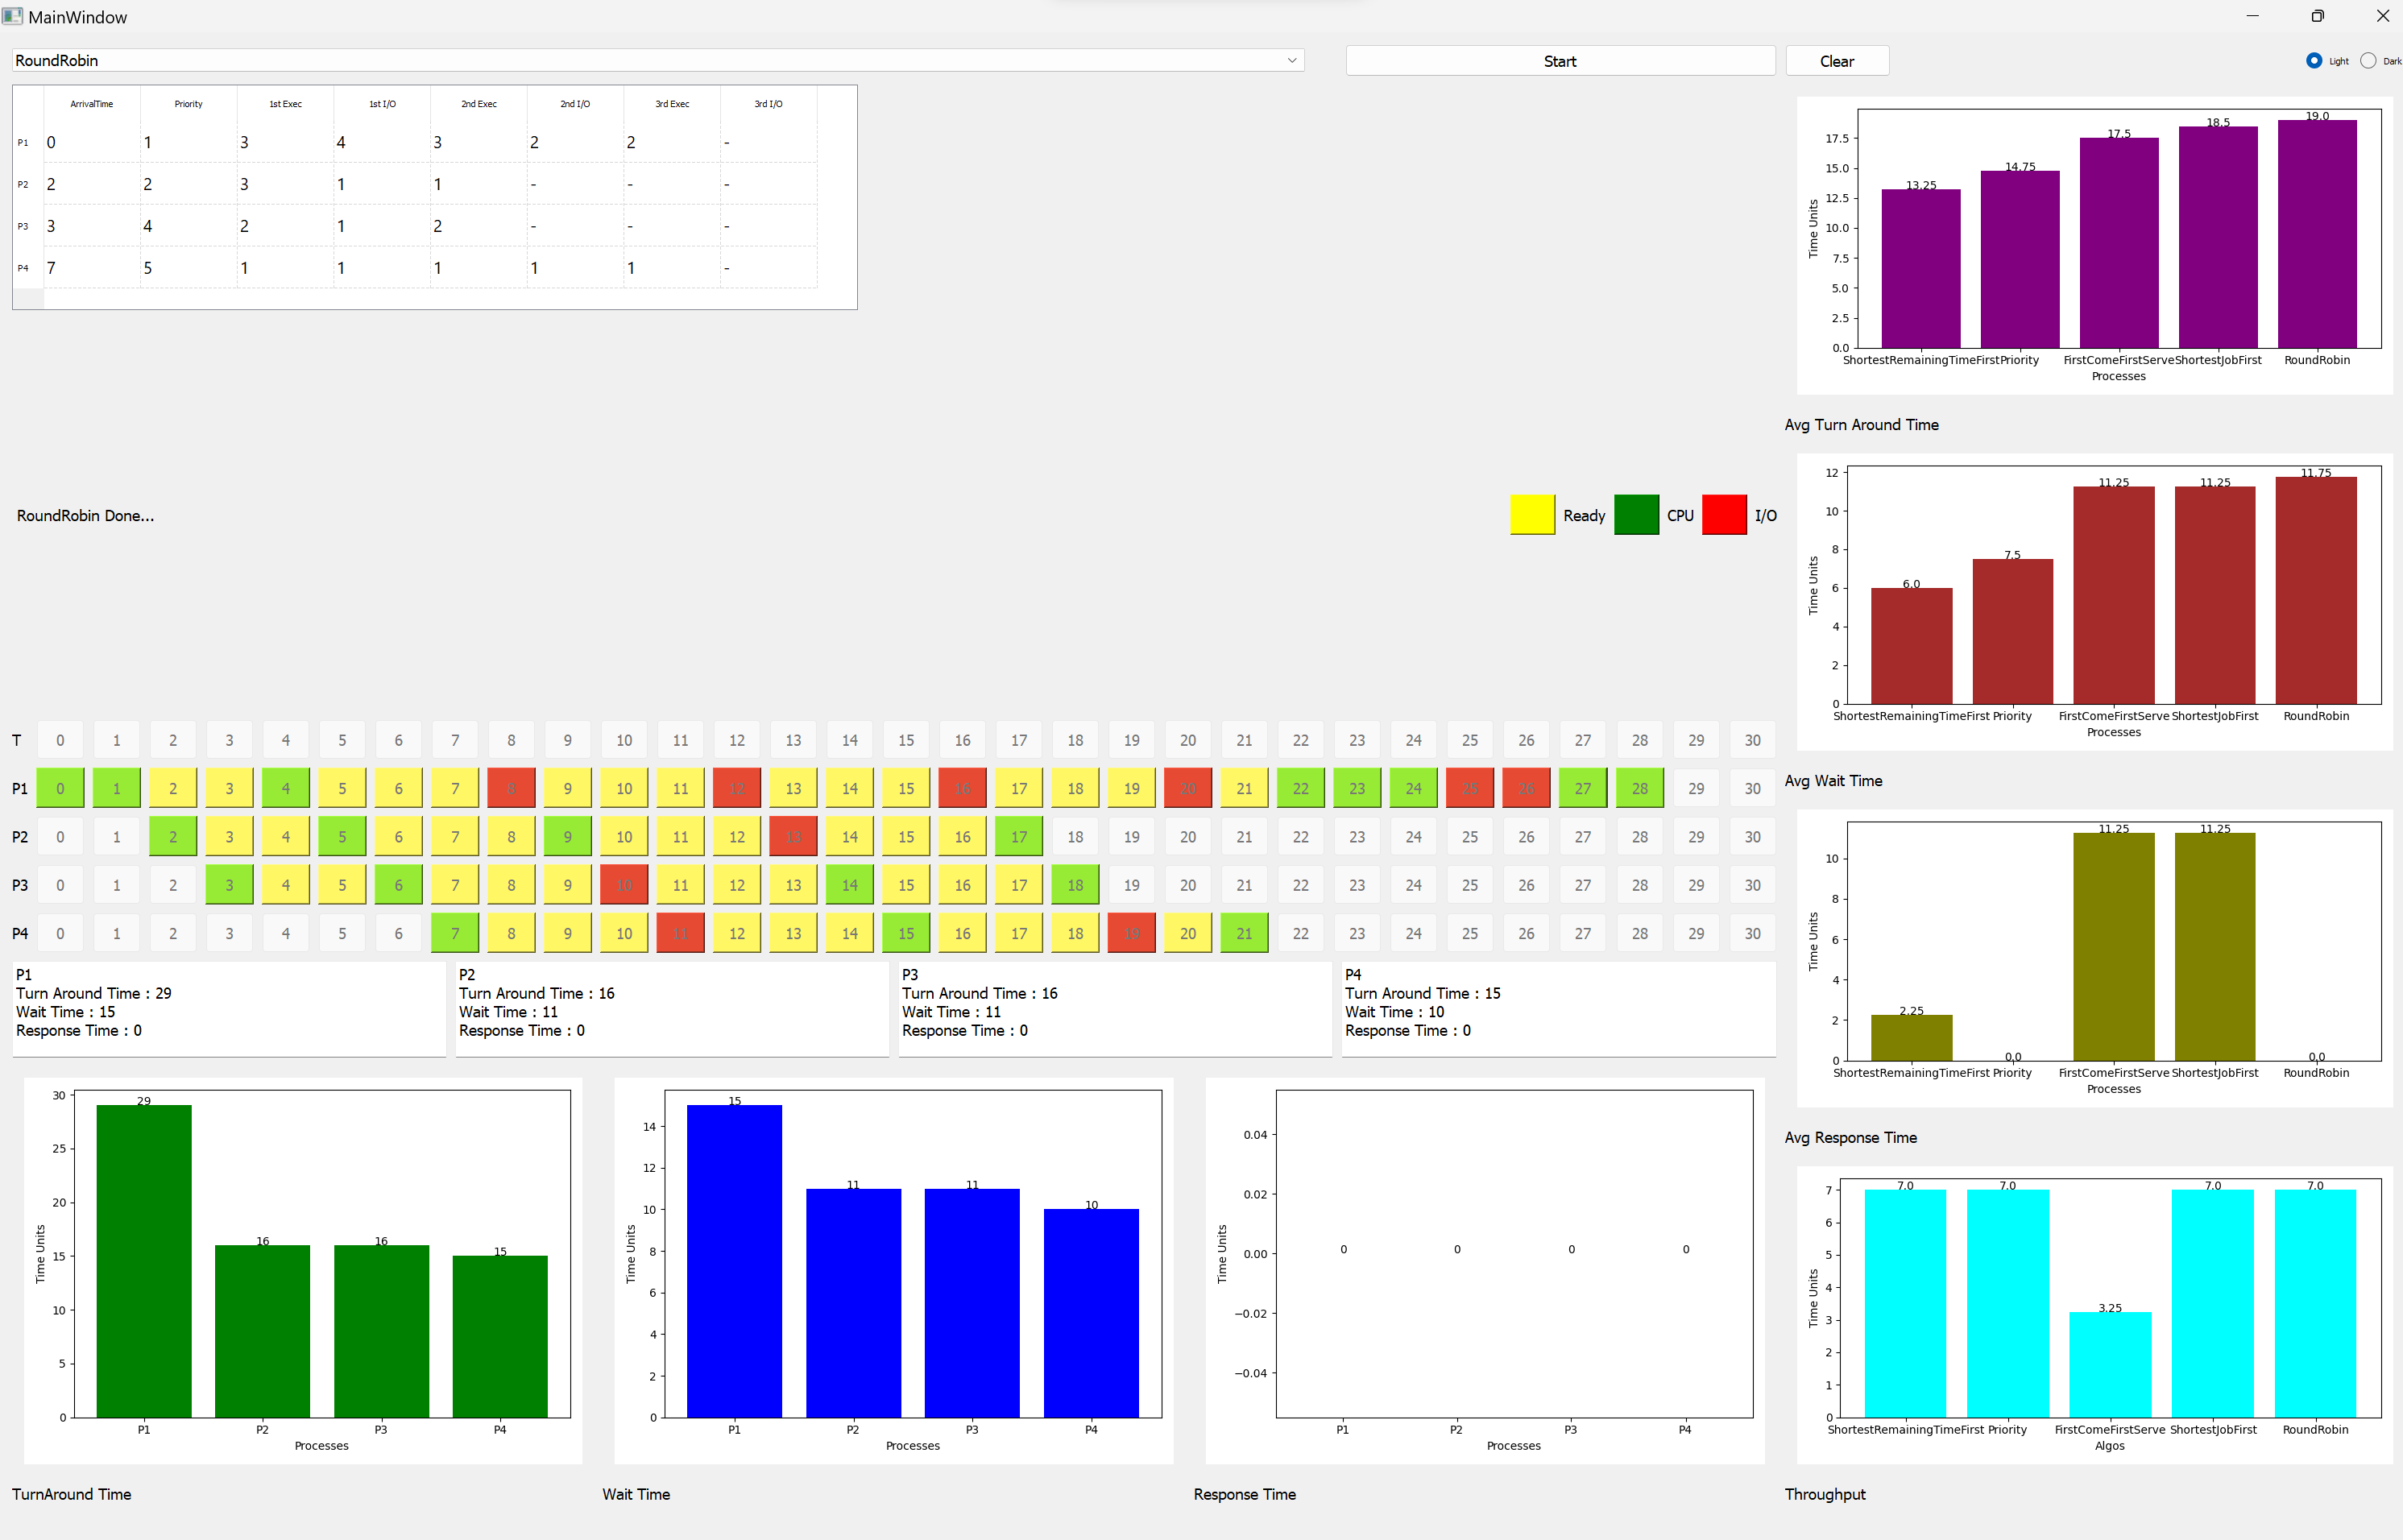 MainWindow
RoundRobin
Start
Clear
Light
Dark
ArrivalTime Priority 1st Exec 1st I/O 2nd Exec 2nd I/O 3rd Exec 3rd I/O
P1 0 1 3 4 3 2 2 -
P2 2 2 3 1 1 - - -
P3 3 4 2 1 2 - - -
P4 7 5 1 1 1 1 1 -
RoundRobin Done...
Ready CPU I/O
T 0 1 2 3 4 5 6 7 8 9 10 11 12 13 14 15 16 17 18 19 20 21 22 23 24 25 26 27 28 29 30
P1 0 1 2 3 4 5 6 7 8 9 10 11 12 13 14 15 16 17 18 19 20 21 22 23 24 25 26 27 28 29 30
P2 0 1 2 3 4 5 6 7 8 9 10 11 12 13 14 15 16 17 18 19 20 21 22 23 24 25 26 27 28 29 30
P3 0 1 2 3 4 5 6 7 8 9 10 11 12 13 14 15 16 17 18 19 20 21 22 23 24 25 26 27 28 29 30
P4 0 1 2 3 4 5 6 7 8 9 10 11 12 13 14 15 16 17 18 19 20 21 22 23 24 25 26 27 28 29 30
P1
Turn Around Time : 29
Wait Time : 15
Response Time : 0
P2
Turn Around Time : 16
Wait Time : 11
Response Time : 0
P3
Turn Around Time : 16
Wait Time : 11
Response Time : 0
P4
Turn Around Time : 15
Wait Time : 10
Response Time : 0
30
25
20
15
10
5
0
Time Units
29 16 16 15
P1 P2 P3 P4
Processes
TurnAround Time
14
12
10
8
6
4
2
0
Time Units
15 11 11 10
P1 P2 P3 P4
Processes
Wait Time
0.04
0.02
0.00
−0.02
−0.04
Time Units
0 0 0 0
P1 P2 P3 P4
Processes
Response Time
17.5
15.0
12.5
10.0
7.5
5.0
2.5
0.0
Time Units
13.25 14.75 17.5 18.5 19.0
ShortestRemainingTimeFirst Priority FirstComeFirstServe ShortestJobFirst RoundRobin
Processes
Avg Turn Around Time
12
10
8
6
4
2
0
Time Units
6.0 7.5 11.25 11.25 11.75
ShortestRemainingTimeFirst Priority FirstComeFirstServe ShortestJobFirst RoundRobin
Processes
Avg Wait Time
10
8
6
4
2
0
Time Units
2.25 0.0 11.25 11.25 0.0
ShortestRemainingTimeFirst Priority FirstComeFirstServe ShortestJobFirst RoundRobin
Processes
Avg Response Time
7
6
5
4
3
2
1
0
Time Units
7.0 7.0 3.25 7.0 7.0
ShortestRemainingTimeFirst Priority FirstComeFirstServe ShortestJobFirst RoundRobin
Algos
Throughput